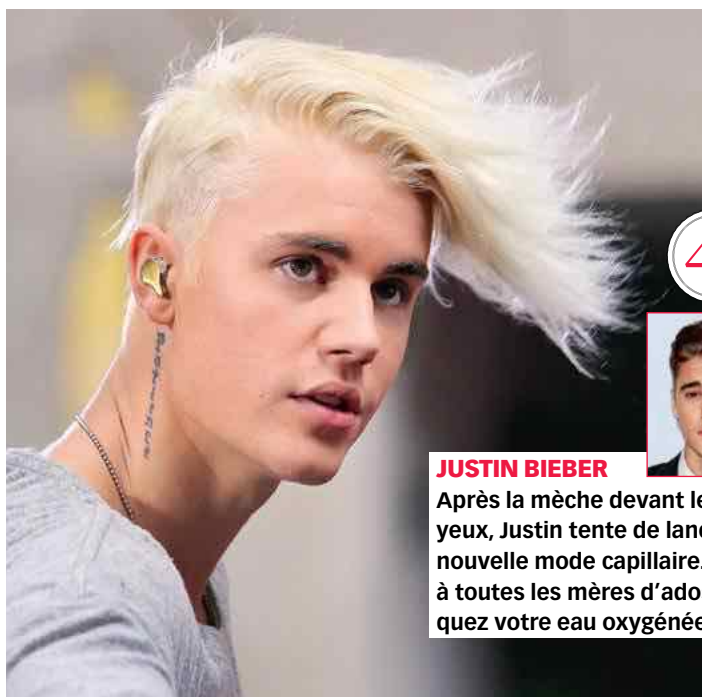 JUSTIN BIEBER
Après la mèche devant le
yeux, Justin tente de lanc
nouvelle mode capillaire.
à toutes les mères d'ado
quez votre eau oxygénée